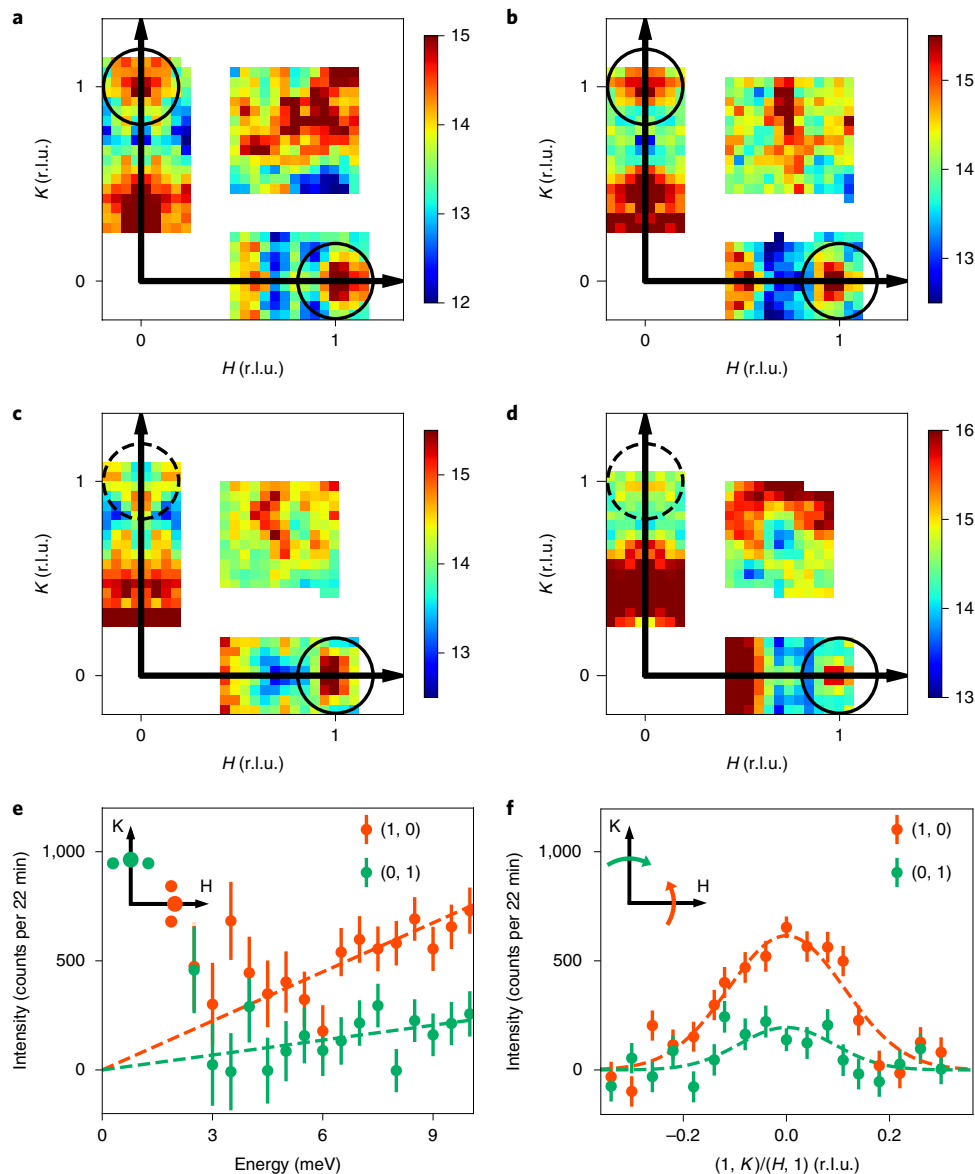 a
15
14
13
12
K (r.l.u.)
1
0
0
1
H (r.l.u.)
b
15
14
13
K (r.l.u.)
1
0
0
1
H (r.l.u.)
c
15
14
13
K (r.l.u.)
1
0
0
1
H (r.l.u.)
d
16
15
14
13
K (r.l.u.)
1
0
0
1
H (r.l.u.)
e
K
H
(1, 0)
(0, 1)
Intensity (counts per 22 min)
1,000
500
0
0
3
6
9
Energy (meV)
f
K
H
(1, 0)
(0, 1)
Intensity (counts per 22 min)
1,000
500
0
−0.2
0.0
0.2
(1, K)/(H, 1) (r.l.u.)